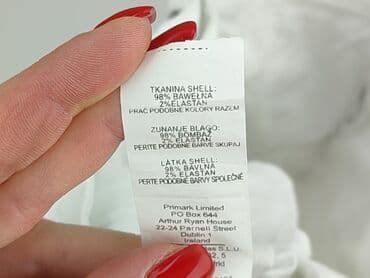 TKANINA SHELL:
98% BAWEŁNA
2%ELASTAN
PRAĆ PODOBNE KOLORY RAZEM
ZUNANJE BLAGO:
98% BOMBAŽ
2% ELASTAN
PERITE PODOBNE BARVE SKUPAJ
LÁTKA SHELL:
98% BAVLNA
2% ELASTAN
PERTE PODOBNÉ BARVY SPOLEČNĚ
Primark Limited
PO Box 644
Arthur Ryan House
22-24 Parnell Street
Dublin 1
Ireland
S.L.U.
2, 5